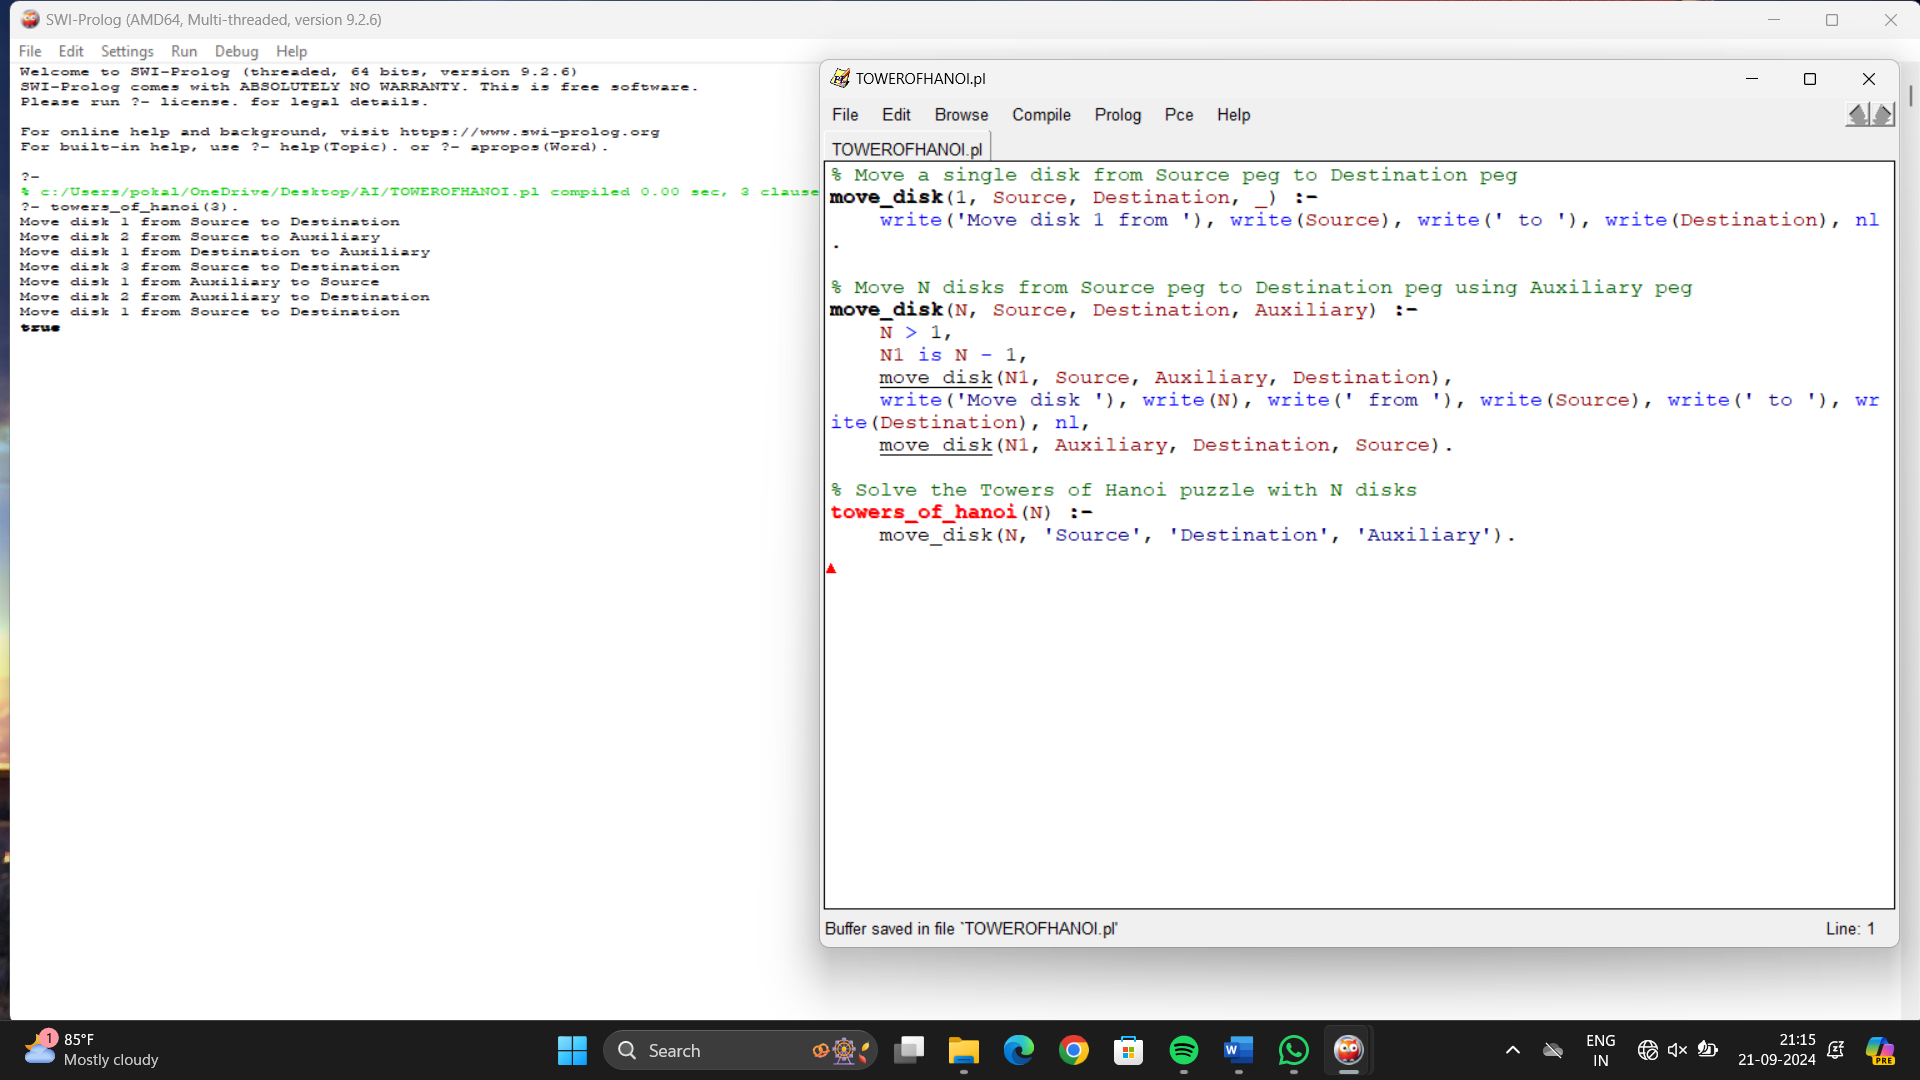 SWI-Prolog (AMD64, Multi-threaded, version 9.2.6)
File Edit Settings Run Debug Help
Welcome to SWI-Prolog (threaded, 64 bits, version 9.2.6)
SWI-Prolog comes with ABSOLUTELY NO WARRANTY. This is free software.
Please run ?- license. for legal details.
For online help and background, visit https://www.swi-prolog.org
For built-in help, use ?- help(Topic). or ?- apropos(Word).
?-
% c:/Users/pokal/OneDrive/Desktop/AI/TOWEROFHANOI.pl compiled 0.00 sec, 3 clause
?- towers_of_hanoi(3).
Move disk 1 from Source to Destination
Move disk 2 from Source to Auxiliary
Move disk 1 from Destination to Auxiliary
Move disk 3 from Source to Destination
Move disk 1 from Auxiliary to Source
Move disk 2 from Auxiliary to Destination
Move disk 1 from Source to Destination
true
TOWEROFHANOI.pl
File Edit Browse Compile Prolog Pce Help
TOWEROFHANOI.pl
% Move a single disk from Source peg to Destination peg
move_disk(1, Source, Destination, _) :-
    write('Move disk 1 from '), write(Source), write(' to '), write(Destination), nl
.
% Move N disks from Source peg to Destination peg using Auxiliary peg
move_disk(N, Source, Destination, Auxiliary) :-
    N > 1,
    N1 is N - 1,
    move_disk(N1, Source, Auxiliary, Destination),
    write('Move disk '), write(N), write(' from '), write(Source), write(' to '), wr
ite(Destination), nl,
    move_disk(N1, Auxiliary, Destination, Source).
% Solve the Towers of Hanoi puzzle with N disks
towers_of_hanoi(N) :-
    move_disk(N, 'Source', 'Destination', 'Auxiliary').
Buffer saved in file `TOWEROFHANOI.pl'
Line: 1
1
85°F
Mostly cloudy
Search
W
ENG
IN
21:15
21-09-2024
PRE